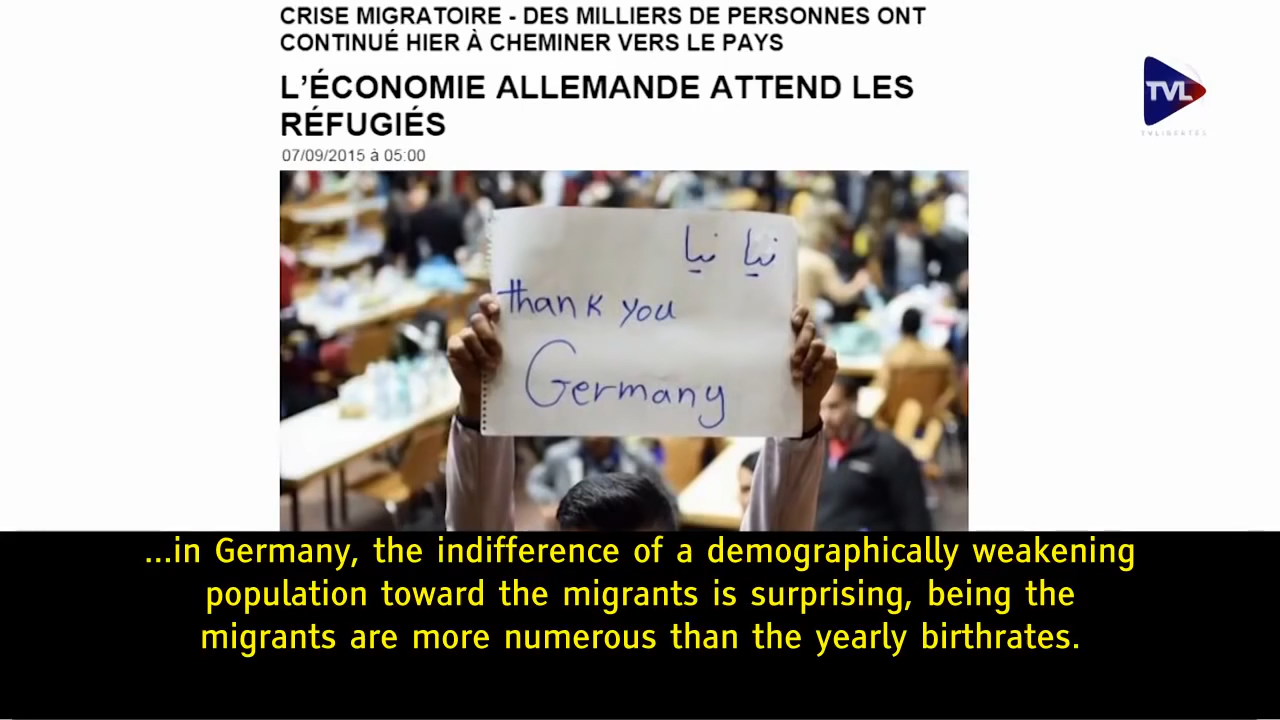 CRISE MIGRATOIRE - DES MILLIERS DE PERSONNES ONT
CONTINUÉ HIER À CHEMINER VERS LE PAYS
L'ÉCONOMIE ALLEMANDE ATTEND LES
RÉFUGIÉS
07/09/2015 à 05:00
TVL
TVLIBERTÉS
thank you
Germany
...in Germany, the indifference of a demographically weakening
population toward the migrants is surprising, being the
migrants are more numerous than the yearly birthrates.